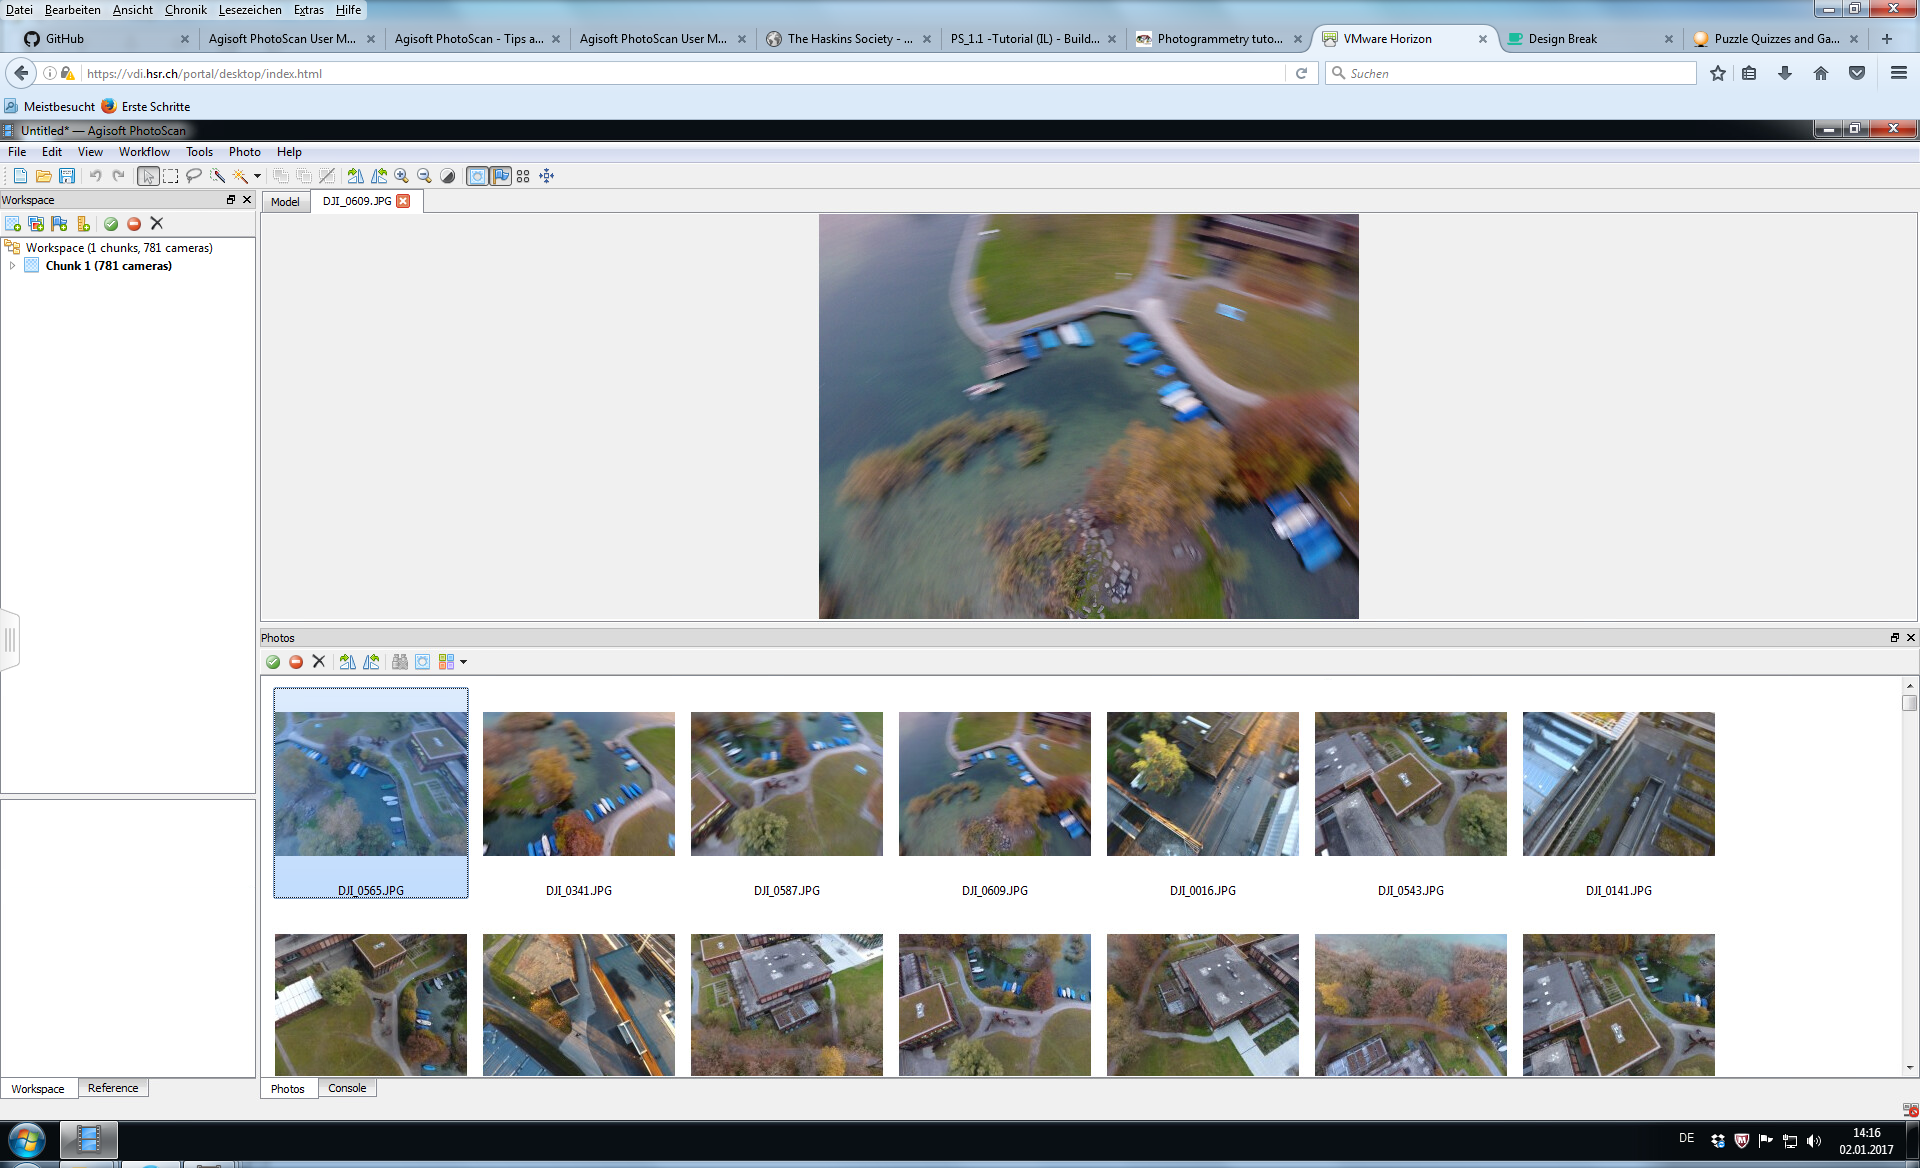 Datei Bearbeiten Ansicht Chronik Lesezeichen Extras Hilfe
GitHub
Agisoft PhotoScan User M...
Agisoft PhotoScan - Tips a...
Agisoft PhotoScan User M...
The Haskins Society - ...
PS_1.1 -Tutorial (IL) - Build...
Photogrammetry tuto...
VMware Horizon
Design Break
Puzzle Quizzes and Ga...
https://vdi.hsr.ch/portal/desktop/index.html
Suchen
Meistbesucht Erste Schritte
Untitled* — Agisoft PhotoScan
File Edit View Workflow Tools Photo Help
Workspace
Model DJI_0609.JPG
Workspace (1 chunks, 781 cameras)
Chunk 1 (781 cameras)
Photos
DJI_0565.JPG DJI_0341.JPG DJI_0587.JPG DJI_0609.JPG DJI_0016.JPG DJI_0543.JPG DJI_0141.JPG
Workspace Reference
Photos Console
DE
14:16
02.01.2017